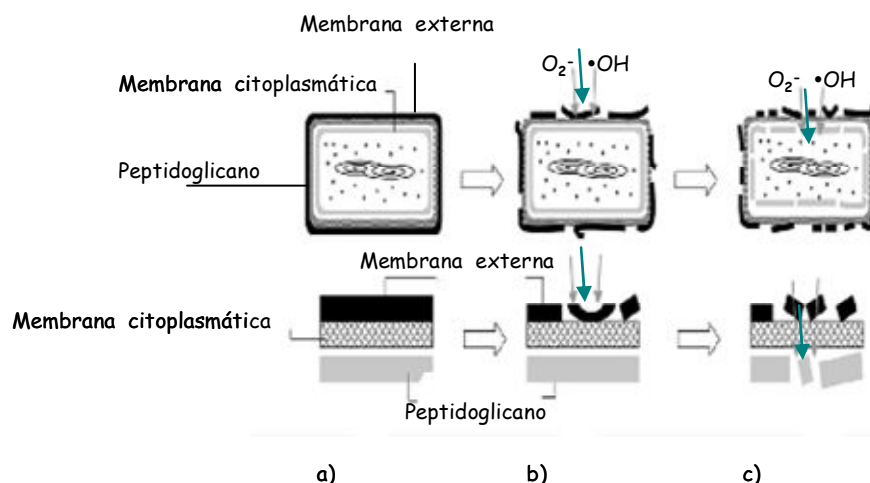 Membrana externa
O₂⁻ •OH
Membrana citoplasmática
O₂⁻ •OH
Peptidoglicano
Membrana externa
Membrana citoplasmática
Peptidoglicano
a) b) c)